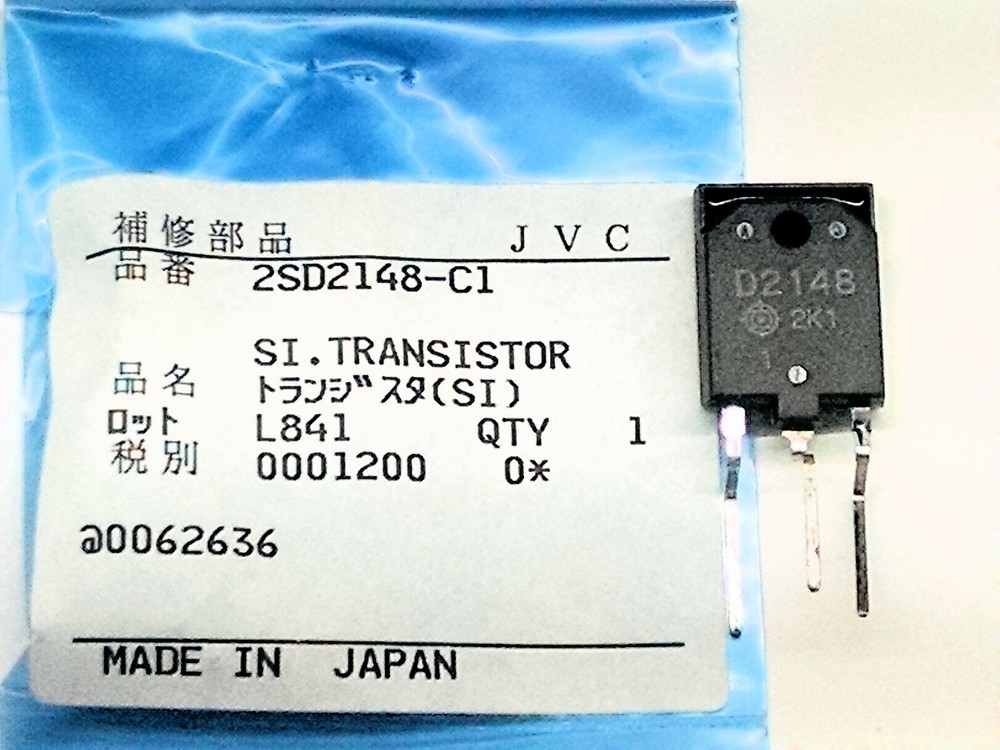 補修部品 JVC
品番 2SD2148-C1
SI.TRANSISTOR
品名 トランジスタ(SI)
ロット L841 QTY 1
税別 0001200 0*
@0062636
MADE IN JAPAN
D2148
2K1